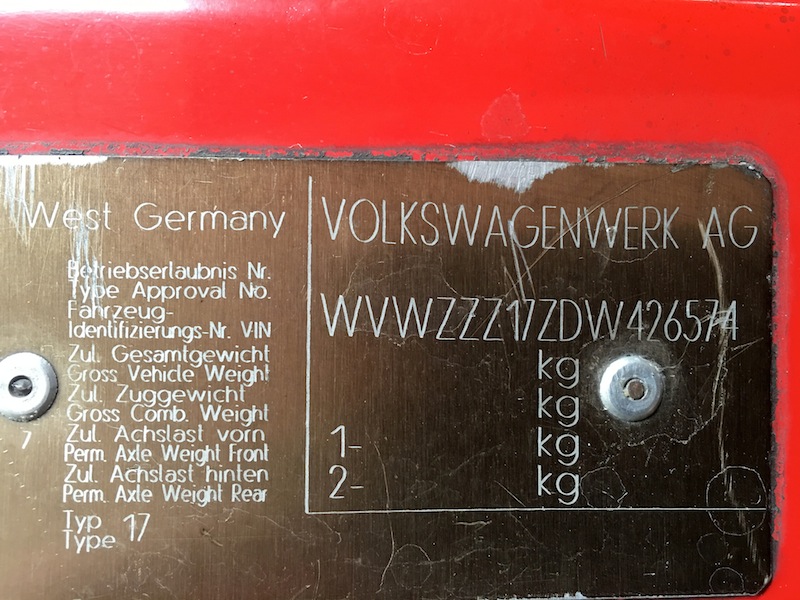 West Germany
VOLKSWAGENWERK AG
Betriebserlaubnis Nr.
Type Approval No.
Fahrzeug-
Identifizierungs-Nr. VIN
WVWZZZ17ZDW426574
Zul. Gesamtgewicht
Gross Vehicle Weight
kg
Zul. Zuggewicht
Gross Comb. Weight
kg
Zul. Achslast vorn
Perm. Axle Weight Front
1- kg
Zul. Achslast hinten
Perm. Axle Weight Rear
2- kg
7
Typ
Type 17